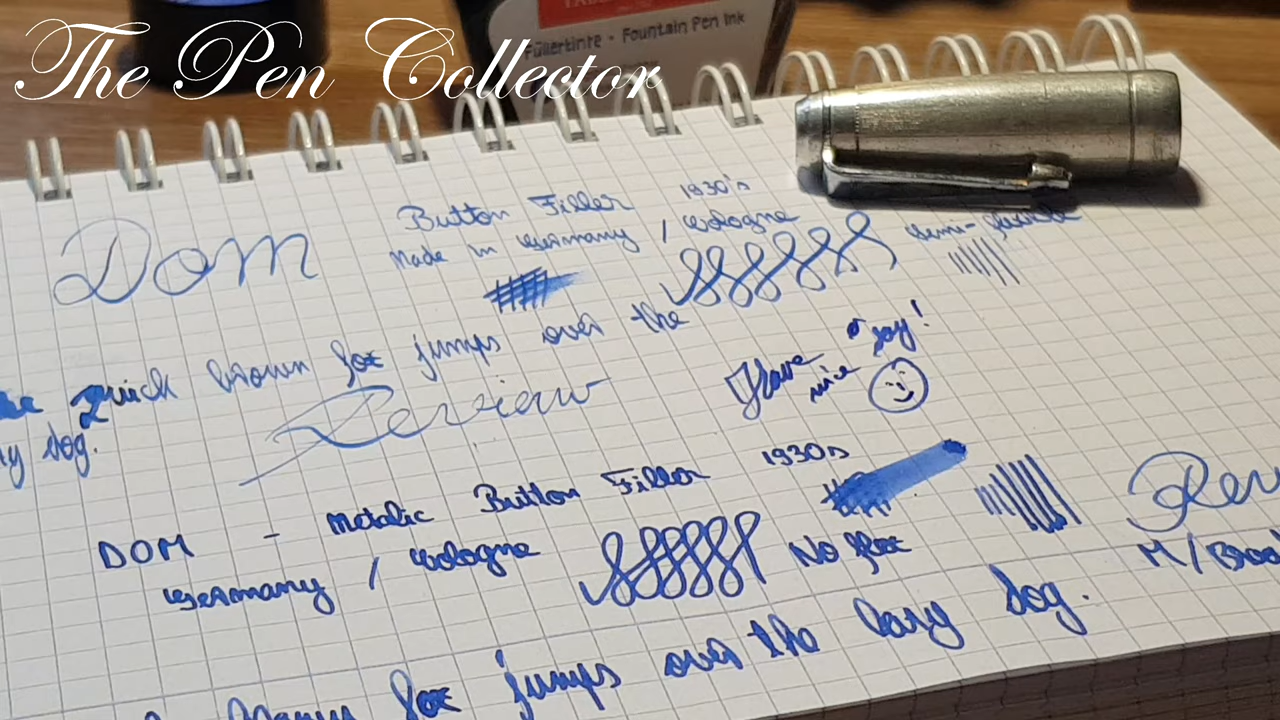 The Pen Collector
Füllertinte - Fountain Pen Ink
Button Filler 1930's
Dom
Made in Germany / Cologne
semi-flexible
The quick brown fox jumps over the
lazy dog.
Have a
nice day!
Review
DOM - Metalic Button Filler 1930s
Germany / Cologne
No flex
M/Broad
fox jumps over the lazy dog.